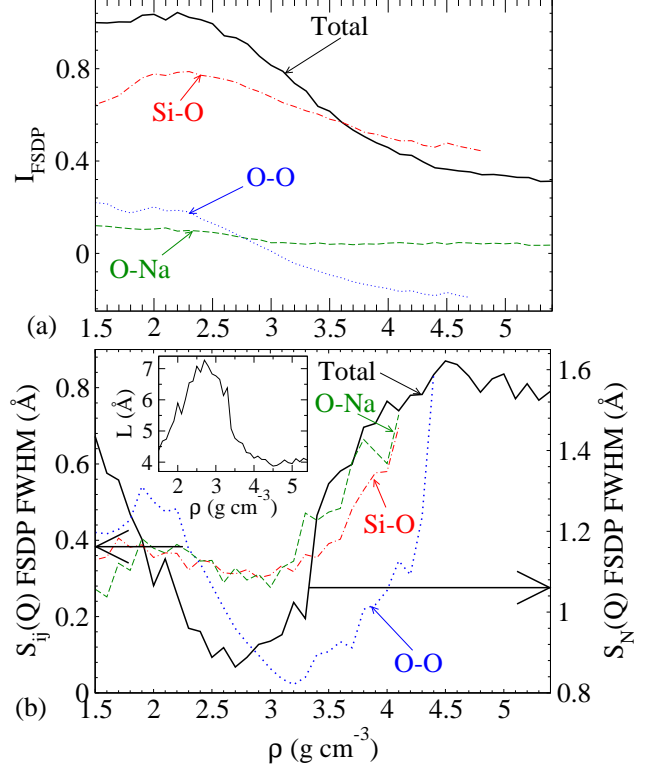 Total
Si-O
O-O
O-Na
I_FSDP
0.8
0.4
0
(a)
1.5 2 2.5 3 3.5 4 4.5 5
Total
O-Na
Si-O
O-O
S_ij(Q) FSDP FWHM (Å)
0.8
0.6
0.4
0.2
0
S_N(Q) FSDP FWHM (Å)
1.6
1.4
1.2
1
0.8
L (Å)
7
6
5
4
2 3 4 5
ρ (g cm⁻³)
(b)
1.5 2 2.5 3 3.5 4 4.5 5
ρ (g cm⁻³)